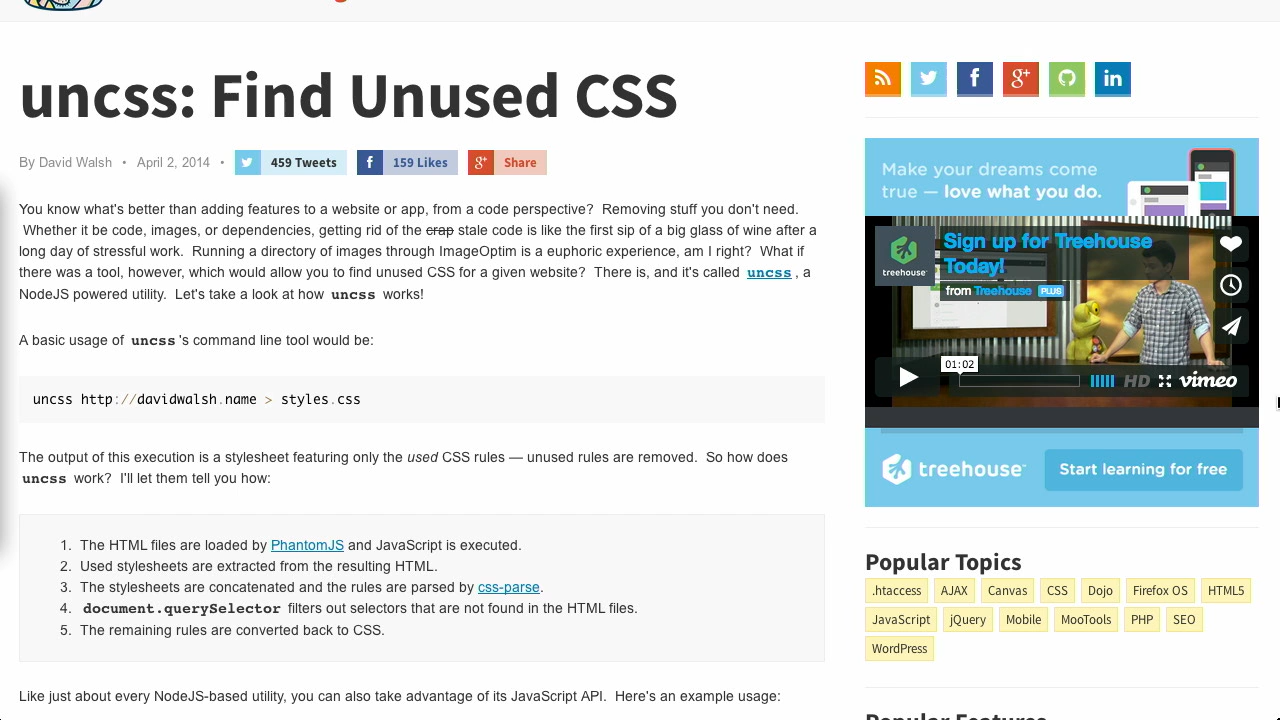 uncss: Find Unused CSS
By David Walsh • April 2, 2014 • 459 Tweets 159 Likes Share
You know what's better than adding features to a website or app, from a code perspective? Removing stuff you don't need.
Whether it be code, images, or dependencies, getting rid of the crap stale code is like the first sip of a big glass of wine after a
long day of stressful work. Running a directory of images through ImageOptim is a euphoric experience, am I right? What if
there was a tool, however, which would allow you to find unused CSS for a given website? There is, and it's called uncss, a
NodeJS powered utility. Let's take a look at how uncss works!
A basic usage of uncss's command line tool would be:
uncss http://davidwalsh.name > styles.css
The output of this execution is a stylesheet featuring only the used CSS rules — unused rules are removed. So how does
uncss work? I'll let them tell you how:
1. The HTML files are loaded by PhantomJS and JavaScript is executed.
2. Used stylesheets are extracted from the resulting HTML.
3. The stylesheets are concatenated and the rules are parsed by css-parse.
4. document.querySelector filters out selectors that are not found in the HTML files.
5. The remaining rules are converted back to CSS.
Like just about every NodeJS-based utility, you can also take advantage of its JavaScript API. Here's an example usage:
Make your dreams come
true — love what you do.
treehouse
Sign up for Treehouse
Today!
from Treehouse PLUS
01:02
HD vimeo
treehouse Start learning for free
Popular Topics
.htaccess AJAX Canvas CSS Dojo Firefox OS HTML5
JavaScript jQuery Mobile MooTools PHP SEO
WordPress
Popular Features